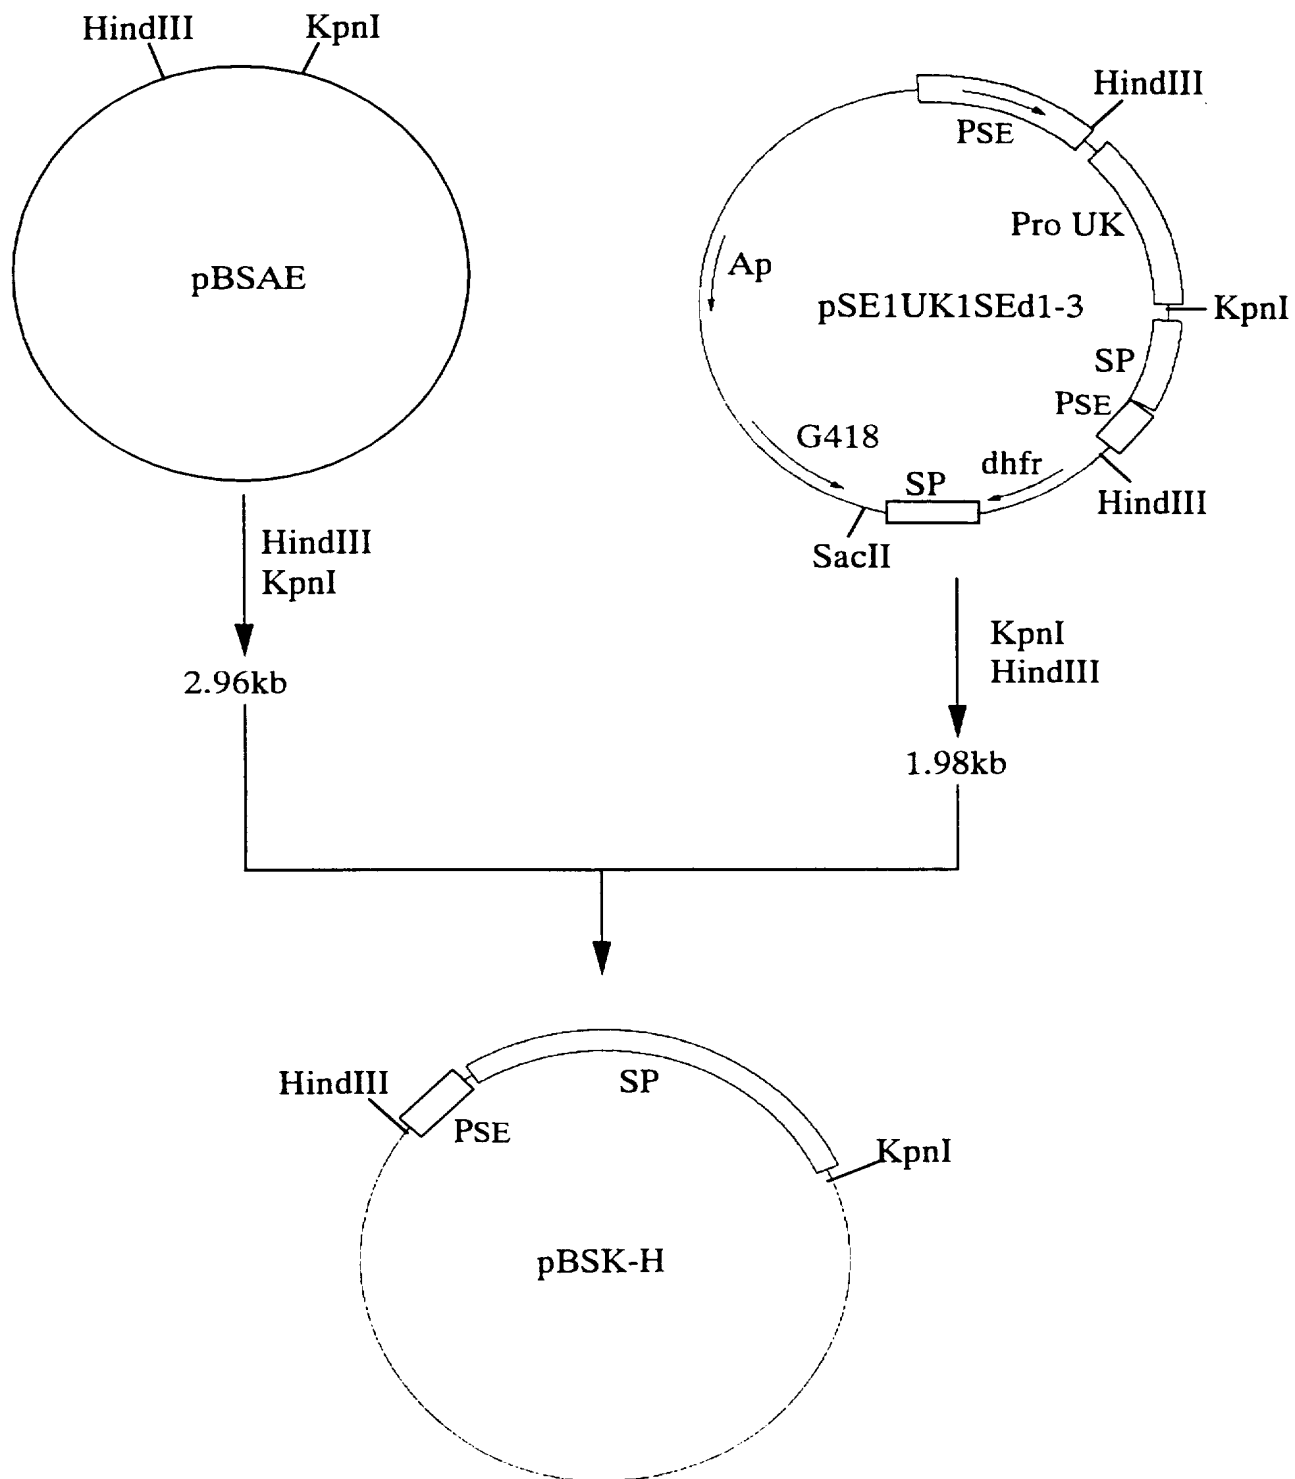 HindIII
KpnI
pBSAE
HindIII
KpnI
2.96kb
HindIII
PSE
Pro UK
Ap
pSE1UK1SEd1-3
KpnI
SP
PSE
G418
dhfr
SP
HindIII
SacII
KpnI
HindIII
1.98kb
HindIII
PSE
SP
KpnI
pBSK-H